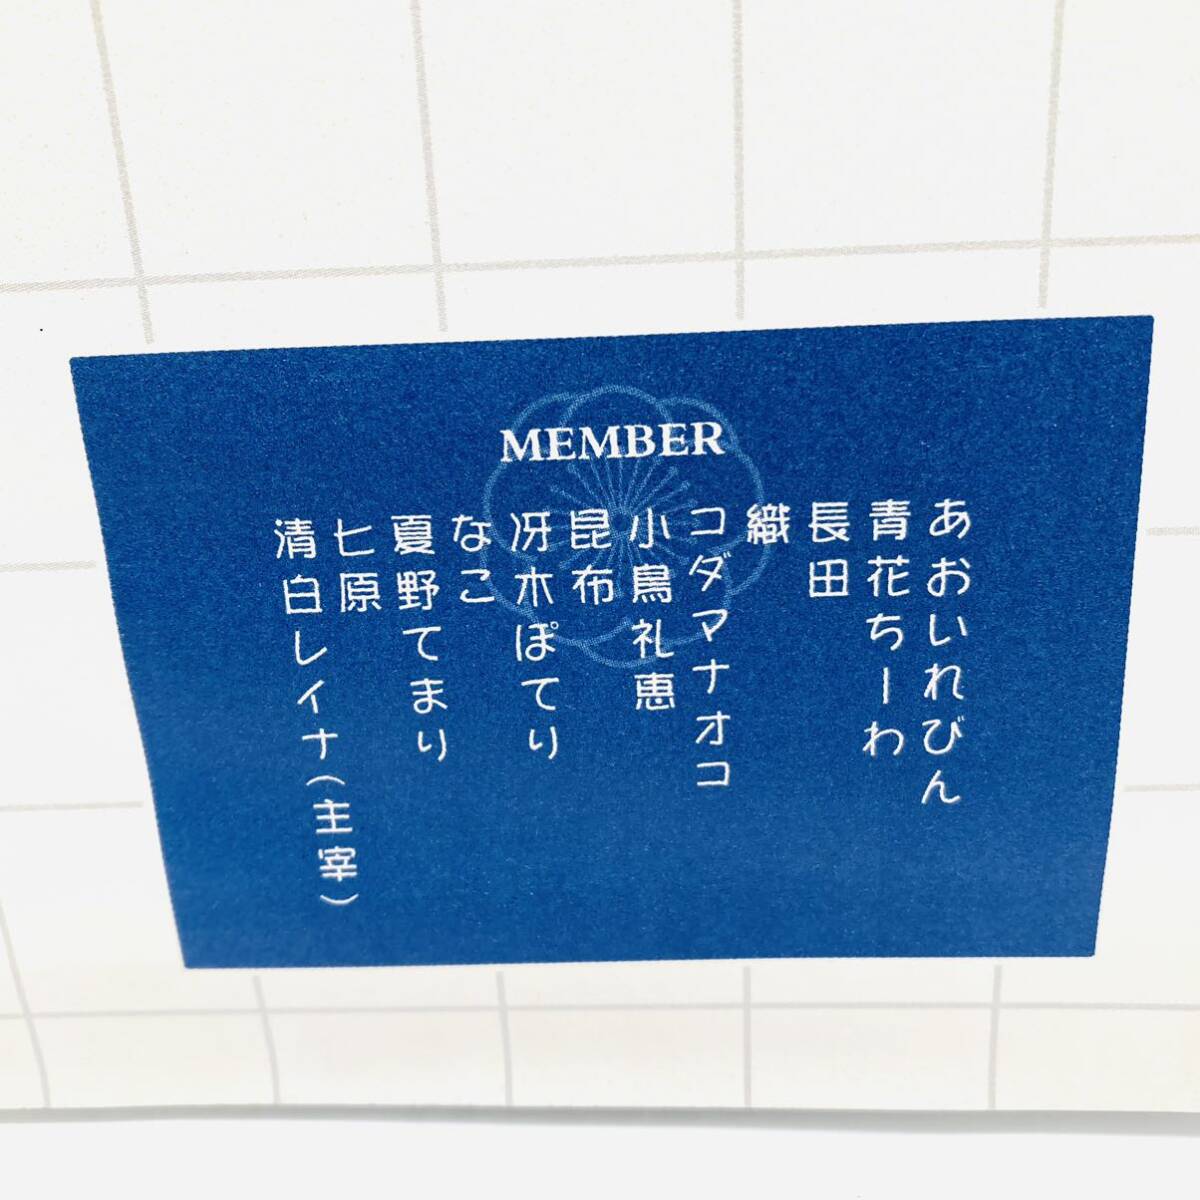 MEMBER
あおいれびん
青花ちーわ
長田
織
コダマナオコ
小鳥礼恵
昆布
冴木ぽてり
なこ
夏野てまり
七原
清白レイナ(主宰)